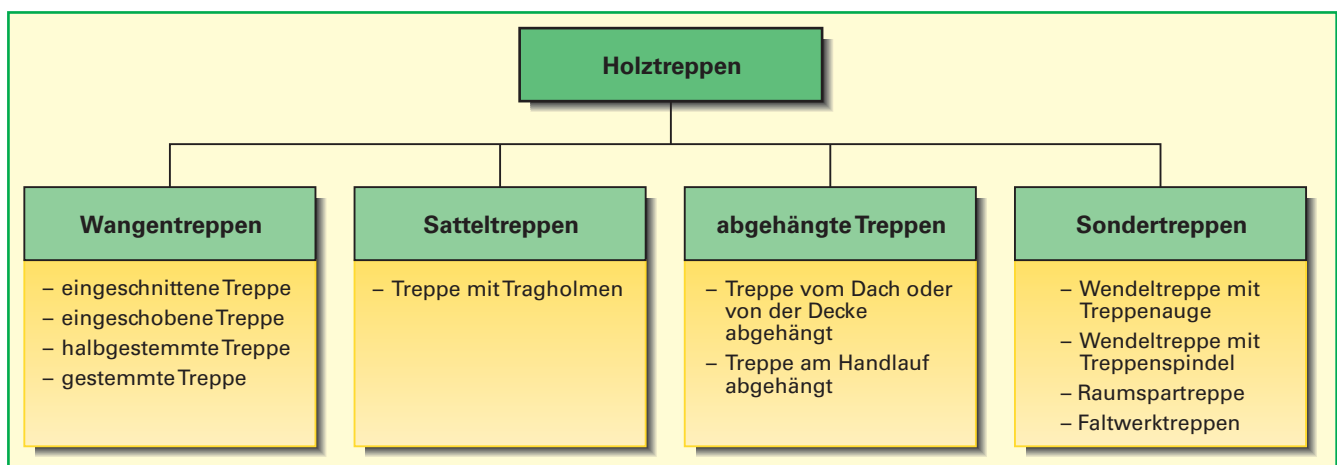 Holztreppen
Wangentreppen
– eingeschnittene Treppe
– eingeschobene Treppe
– halbgestemmte Treppe
– gestemmte Treppe
Satteltreppen
– Treppe mit Tragholmen
abgehängte Treppen
– Treppe vom Dach oder
von der Decke
abgehängt
– Treppe am Handlauf
abgehängt
Sondertreppen
– Wendeltreppe mit
Treppenauge
– Wendeltreppe mit
Treppenspindel
– Raumspartreppe
– Faltwerktreppen